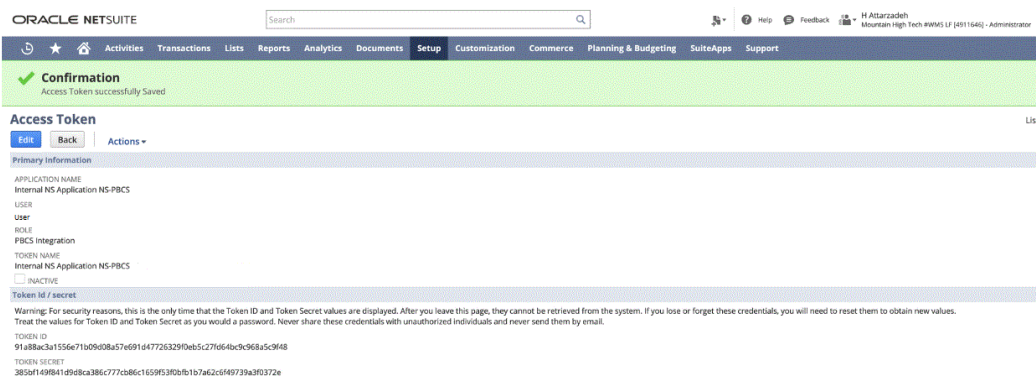 ORACLE NETSUITE
Search
Help
Feedback
H Attarzadeh
Mountain High Tech #WMS LF [4911646] - Administrator
Activities Transactions Lists Reports Analytics Documents Setup Customization Commerce Planning & Budgeting SuiteApps Support
Confirmation
Access Token successfully Saved
Access Token
Lis
Edit Back Actions
Primary Information
APPLICATION NAME
Internal NS Application NS-PBCS
USER
User
ROLE
PBCS Integration
TOKEN NAME
Internal NS Application NS-PBCS
INACTIVE
Token Id / secret
Warning: For security reasons, this is the only time that the Token ID and Token Secret values are displayed. After you leave this page, they cannot be retrieved from the system. If you lose or forget these credentials, you will need to reset them to obtain new values.
Treat the values for Token ID and Token Secret as you would a password. Never share these credentials with unauthorized individuals and never send them by email.
TOKEN ID
91a88ac3a1556e71b09d08a57e691d47726329f0eb5c27fd64bc9c968a5c9f48
TOKEN SECRET
385bf149f841d9d8ca386c777cb86c1659f53f0bfb1b7a62c6f49739a3f0372e